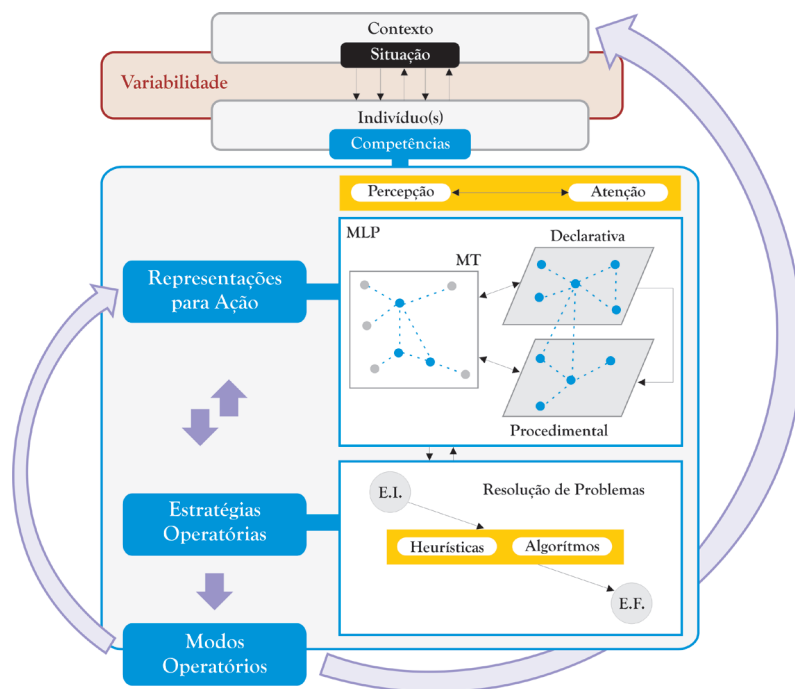 Contexto
Situação
Variabilidade
Indivíduo(s)
Competências
Percepção
Atenção
MLP
Declarativa
MT
Representações
para Ação
Procedimental
E.I.
Resolução de Problemas
Estratégias
Operatórias
Heurísticas
Algorítmos
E.F.
Modos
Operatórios